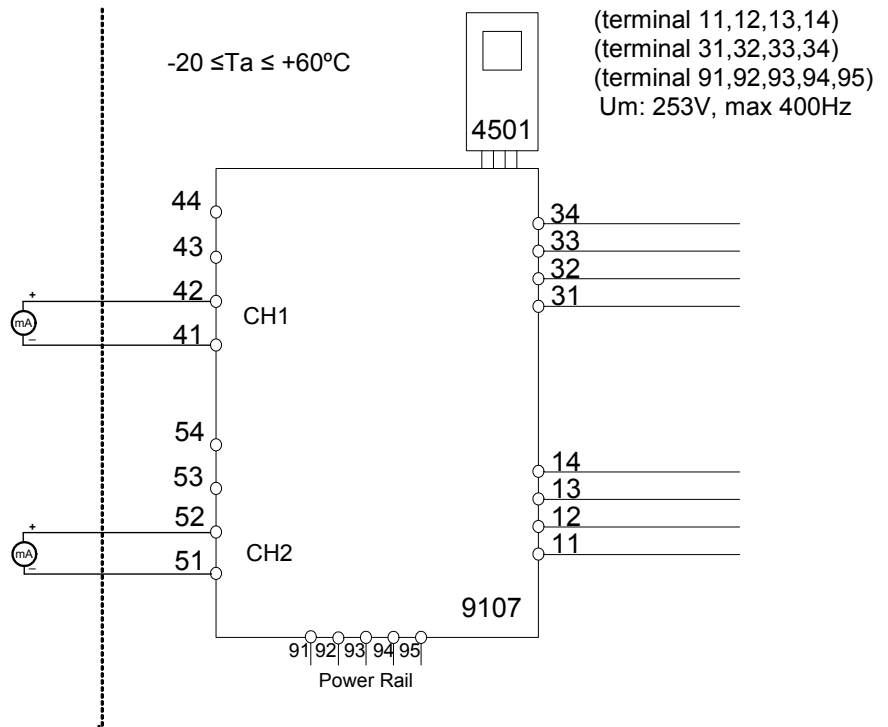 (terminal 11,12,13,14)
-20 ≤Ta ≤ +60ºC
(terminal 31,32,33,34)
(terminal 91,92,93,94,95)
Um: 253V, max 400Hz
4501
44
34
43
33
42
32
+
31
mA
CH1
41
−
54
14
53
13
52
12
+
11
mA
CH2
51
−
9107
91 92 93 94 95
Power Rail